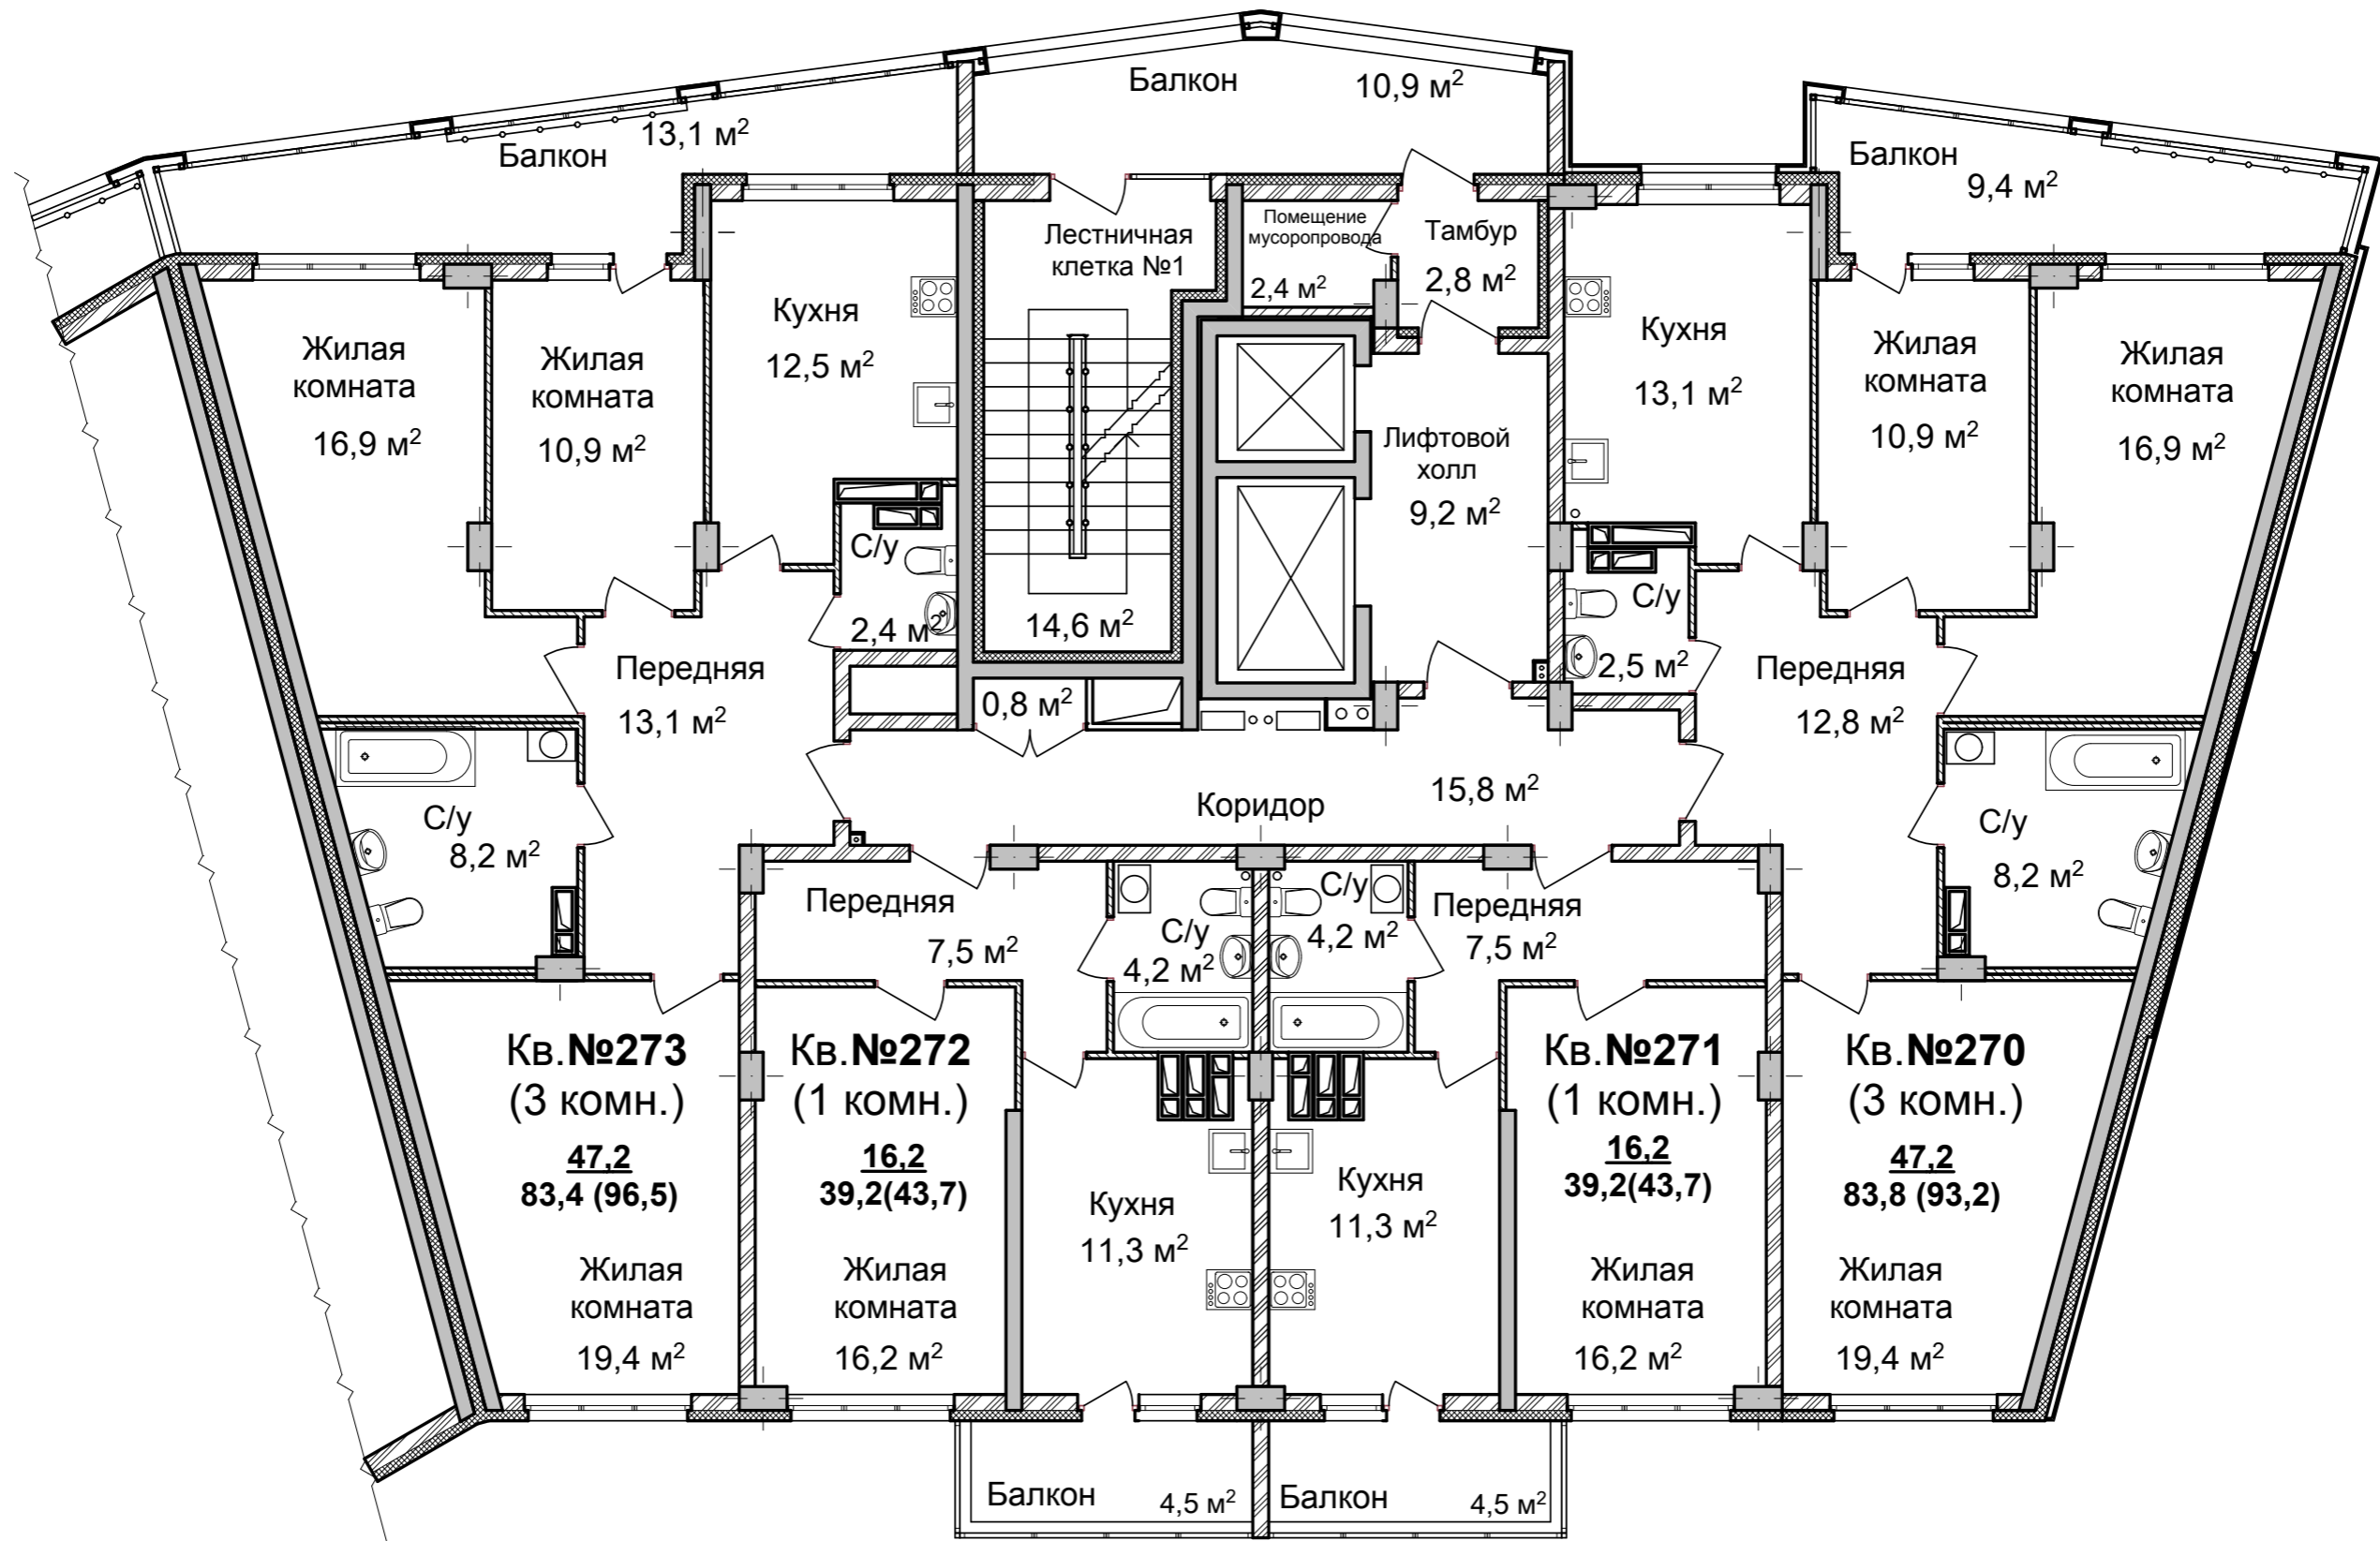 Балкон
10,9 м²
13,1 м²
Балкон
Балкон
9,4 м²
Лестничная
клетка №1
Помещение
мусоропровода
2,4 м²
Тамбур
2,8 м²
Жилая
комната
16,9 м²
Жилая
комната
10,9 м²
Кухня
12,5 м²
Кухня
13,1 м²
Жилая
комната
10,9 м²
Жилая
комната
16,9 м²
Лифтовой
холл
9,2 м²
С/у
2,4 м²
14,6 м²
С/у
2,5 м²
Передняя
13,1 м²
0,8 м²
Передняя
12,8 м²
Коридор
15,8 м²
С/у
8,2 м²
С/у
8,2 м²
Передняя
7,5 м²
С/у
4,2 м²
С/у
4,2 м²
Передняя
7,5 м²
Кв.№273
(3 комн.)
47,2
83,4 (96,5)
Жилая
комната
19,4 м²
Кв.№272
(1 комн.)
16,2
39,2(43,7)
Жилая
комната
16,2 м²
Кухня
11,3 м²
Кухня
11,3 м²
Кв.№271
(1 комн.)
16,2
39,2(43,7)
Жилая
комната
16,2 м²
Кв.№270
(3 комн.)
47,2
83,8 (93,2)
Жилая
комната
19,4 м²
Балкон
4,5 м²
Балкон
4,5 м²